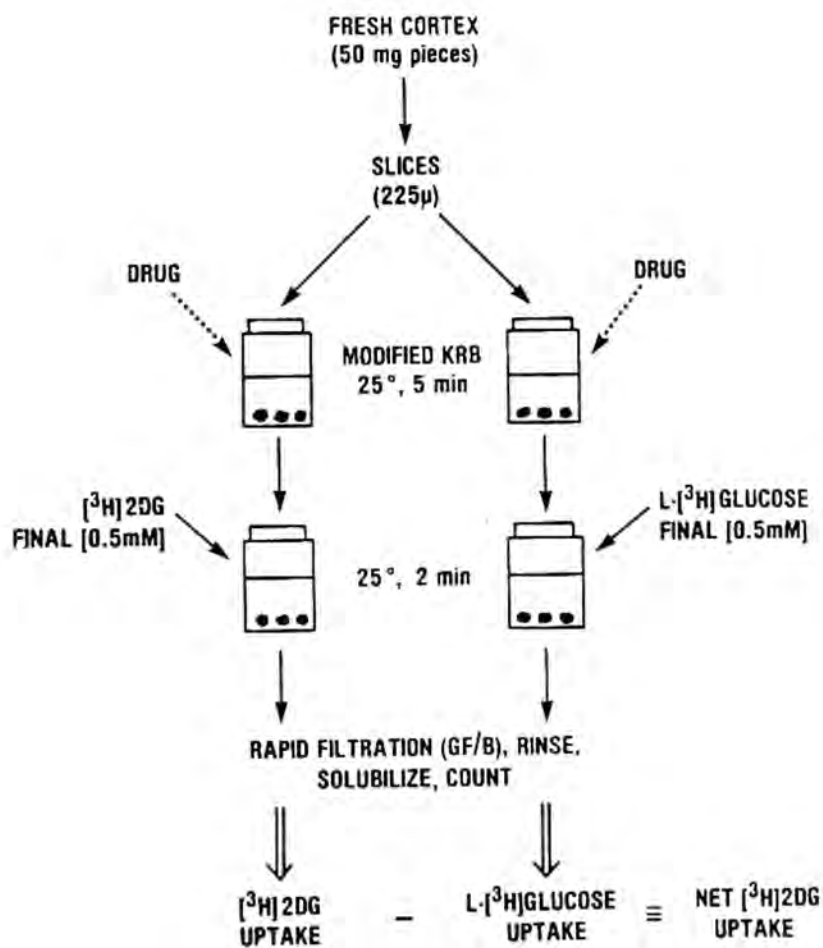 FRESH CORTEX
(50 mg pieces)
SLICES
(225µ)
DRUG
DRUG
MODIFIED KRB
25°, 5 min
[³H]2DG
FINAL [0.5mM]
L-[³H]GLUCOSE
FINAL [0.5mM]
25°, 2 min
RAPID FILTRATION (GF/B), RINSE,
SOLUBILIZE, COUNT
[³H]2DG
UPTAKE
–
L-[³H]GLUCOSE
UPTAKE
≡
NET [³H]2DG
UPTAKE